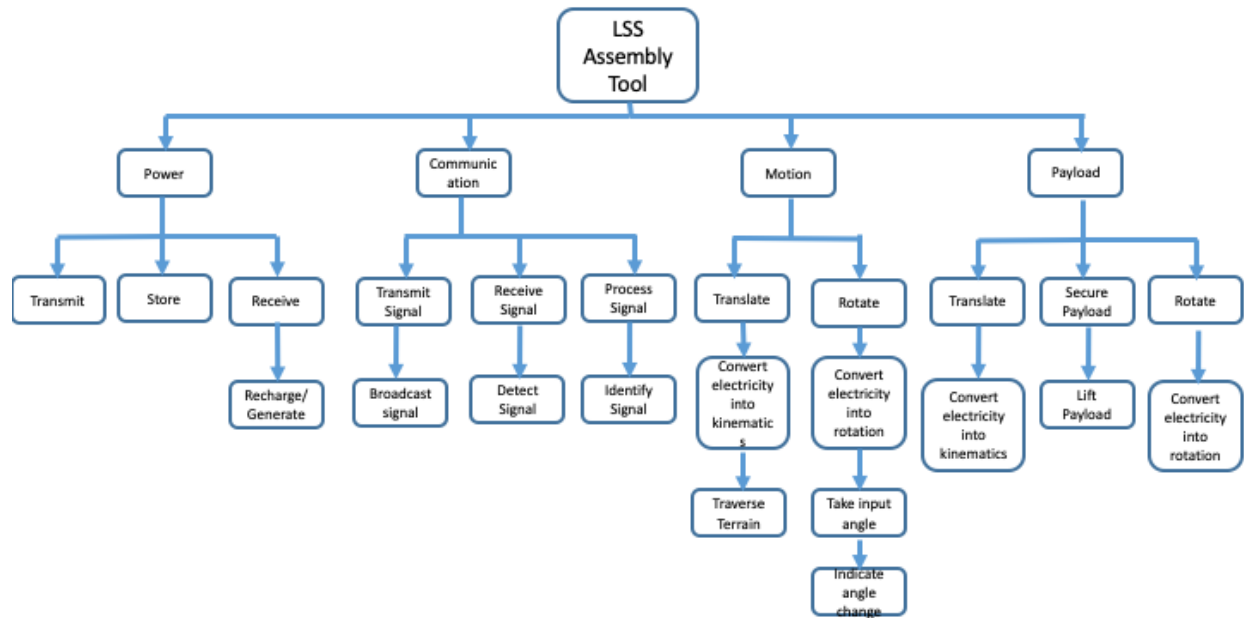 LSS
Assembly
Tool
Power
Communic
ation
Motion
Payload
Transmit
Store
Receive
Transmit
Signal
Receive
Signal
Process
Signal
Translate
Rotate
Translate
Secure
Payload
Rotate
Recharge/
Generate
Broadcast
signal
Detect
Signal
Identify
Signal
Convert
electricity
into
kinematic
s
Convert
electricity
into
rotation
Convert
electricity
into
kinematics
Lift
Payload
Convert
electricity
into
rotation
Traverse
Terrain
Take input
angle
Indicate
angle
change